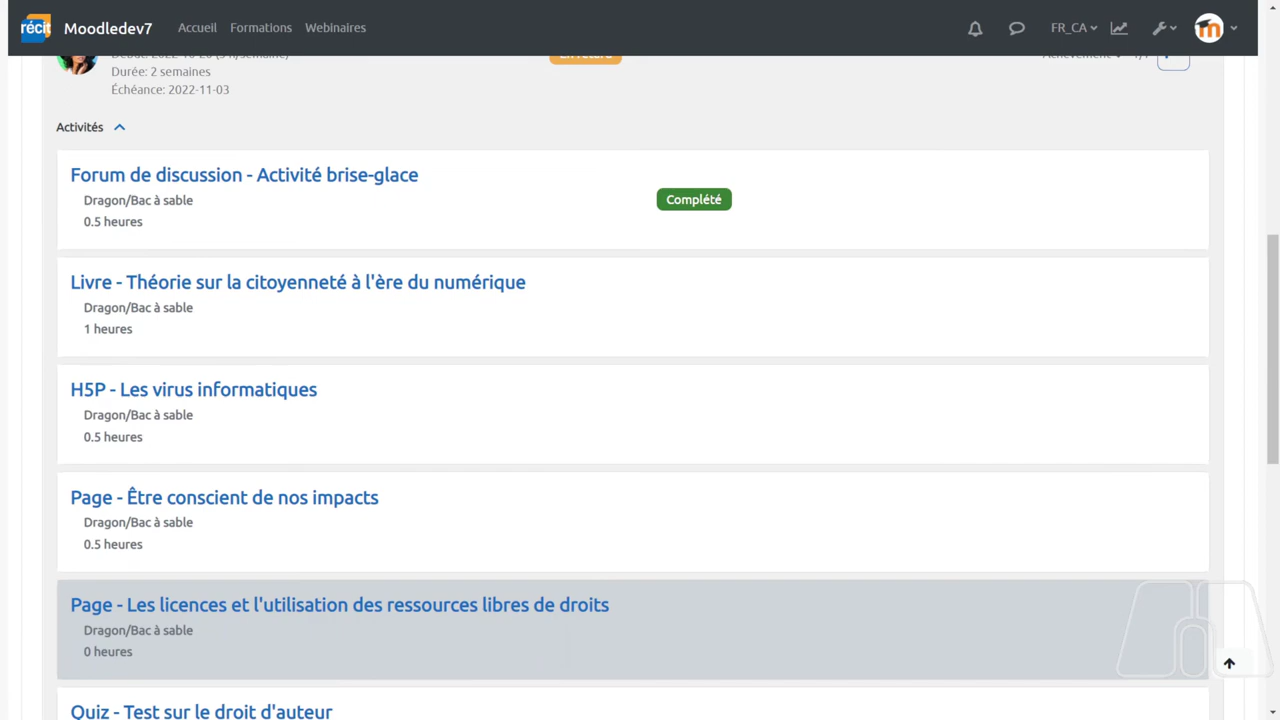 récit Moodledev7 Accueil Formations Webinaires FR_CA
Durée: 2 semaines
Échéance: 2022-11-03
Activités
Forum de discussion - Activité brise-glace
Dragon/Bac à sable
Complété
0.5 heures
Livre - Théorie sur la citoyenneté à l'ère du numérique
Dragon/Bac à sable
1 heures
H5P - Les virus informatiques
Dragon/Bac à sable
0.5 heures
Page - Être conscient de nos impacts
Dragon/Bac à sable
0.5 heures
Page - Les licences et l'utilisation des ressources libres de droits
Dragon/Bac à sable
0 heures
Quiz - Test sur le droit d'auteur